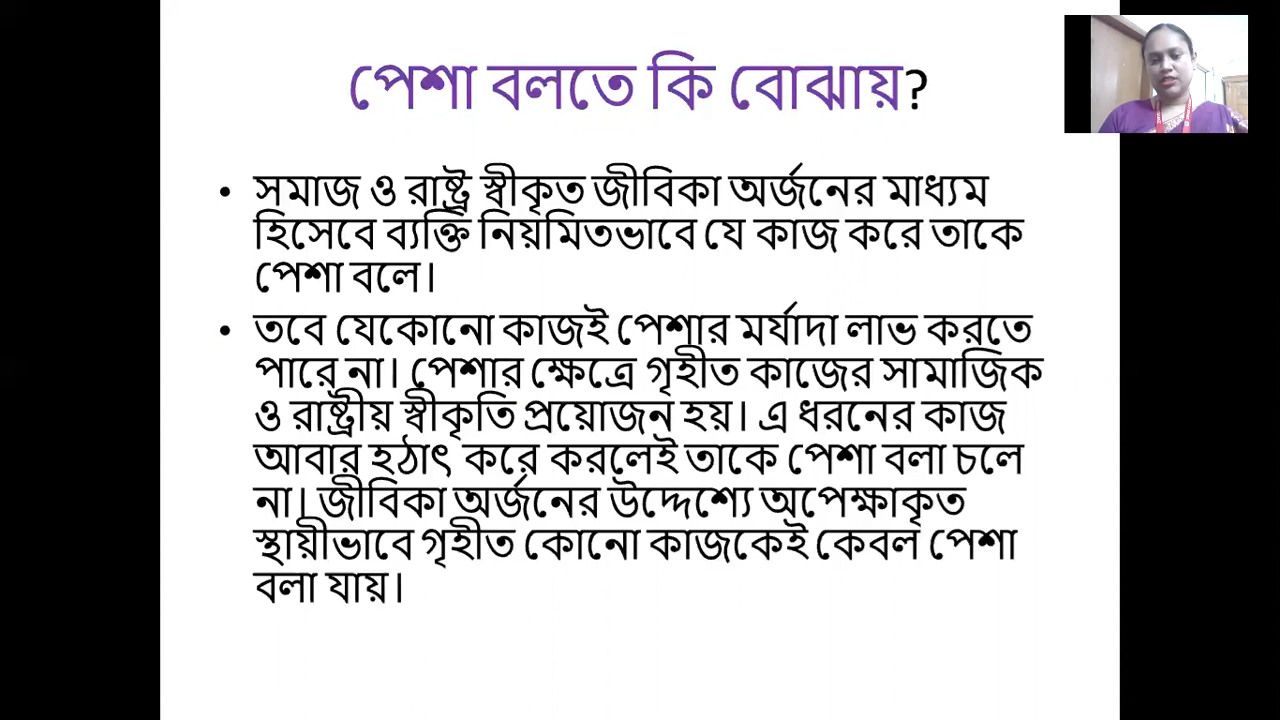 পেশা বলতে কি বোঝায়?
• সমাজ ও রাষ্ট্র স্বীকৃত জীবিকা অর্জনের মাধ্যম
হিসেবে ব্যক্তি নিয়মিতভাবে যে কাজ করে তাকে
পেশা বলে।
• তবে যেকোনো কাজই পেশার মর্যাদা লাভ করতে
পারে না। পেশার ক্ষেত্রে গৃহীত কাজের সামাজিক
ও রাষ্ট্রীয় স্বীকৃতি প্রয়োজন হয়। এ ধরনের কাজ
আবার হঠাৎ করে করলেই তাকে পেশা বলা চলে
না। জীবিকা অর্জনের উদ্দেশ্যে অপেক্ষাকৃত
স্থায়ীভাবে গৃহীত কোনো কাজকেই কেবল পেশা
বলা যায়।